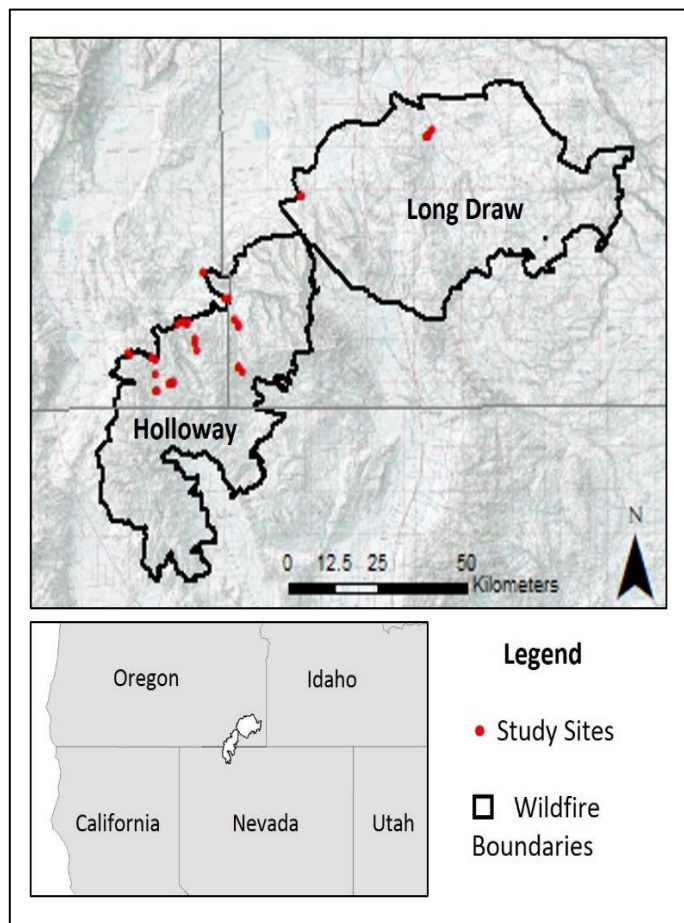 Long Draw
Holloway
N
0 12.5 25 50
Kilometers
Oregon
Idaho
California
Nevada
Utah
Legend
Study Sites
Wildfire
Boundaries